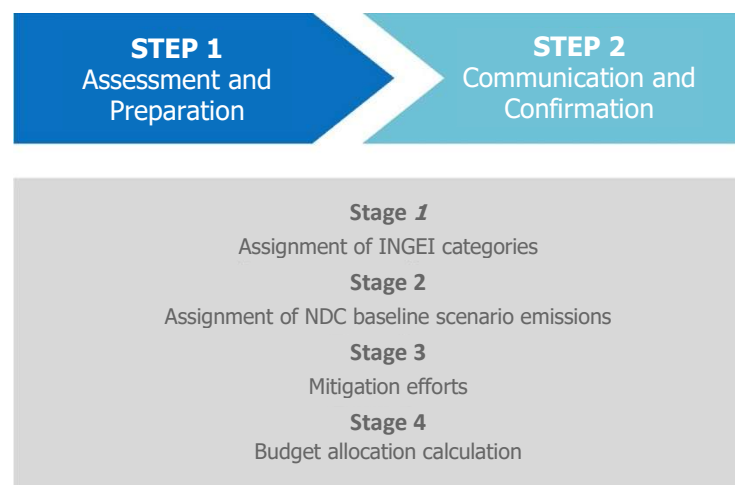 STEP 1
Assessment and
Preparation
STEP 2
Communication and
Confirmation
Stage 1
Assignment of INGEI categories
Stage 2
Assignment of NDC baseline scenario emissions
Stage 3
Mitigation efforts
Stage 4
Budget allocation calculation